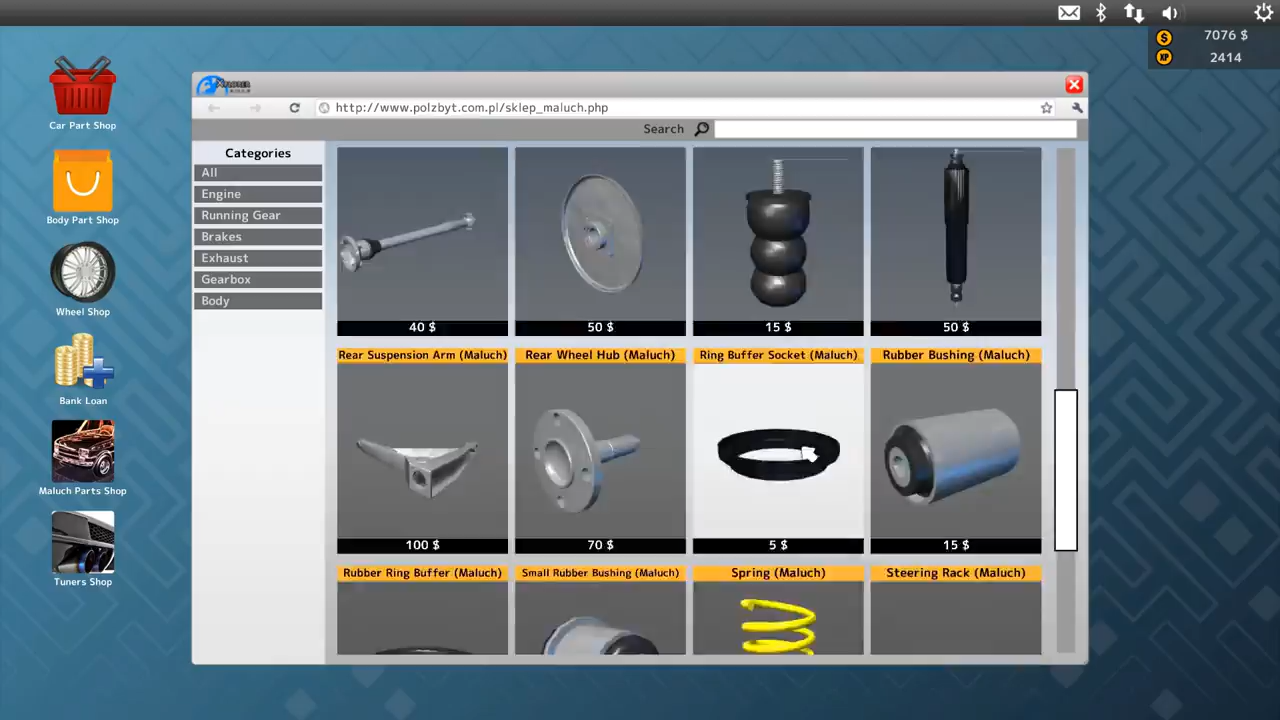 7076 $
2414
Car Part Shop
Body Part Shop
Wheel Shop
Bank Loan
Maluch Parts Shop
Tuners Shop
http://www.polzbyt.com.pl/sklep_maluch.php
Search
Categories
All
Engine
Running Gear
Brakes
Exhaust
Gearbox
Body
40 $
50 $
15 $
50 $
Rear Suspension Arm (Maluch)
Rear Wheel Hub (Maluch)
Ring Buffer Socket (Maluch)
Rubber Bushing (Maluch)
100 $
70 $
5 $
15 $
Rubber Ring Buffer (Maluch)
Small Rubber Bushing (Maluch)
Spring (Maluch)
Steering Rack (Maluch)